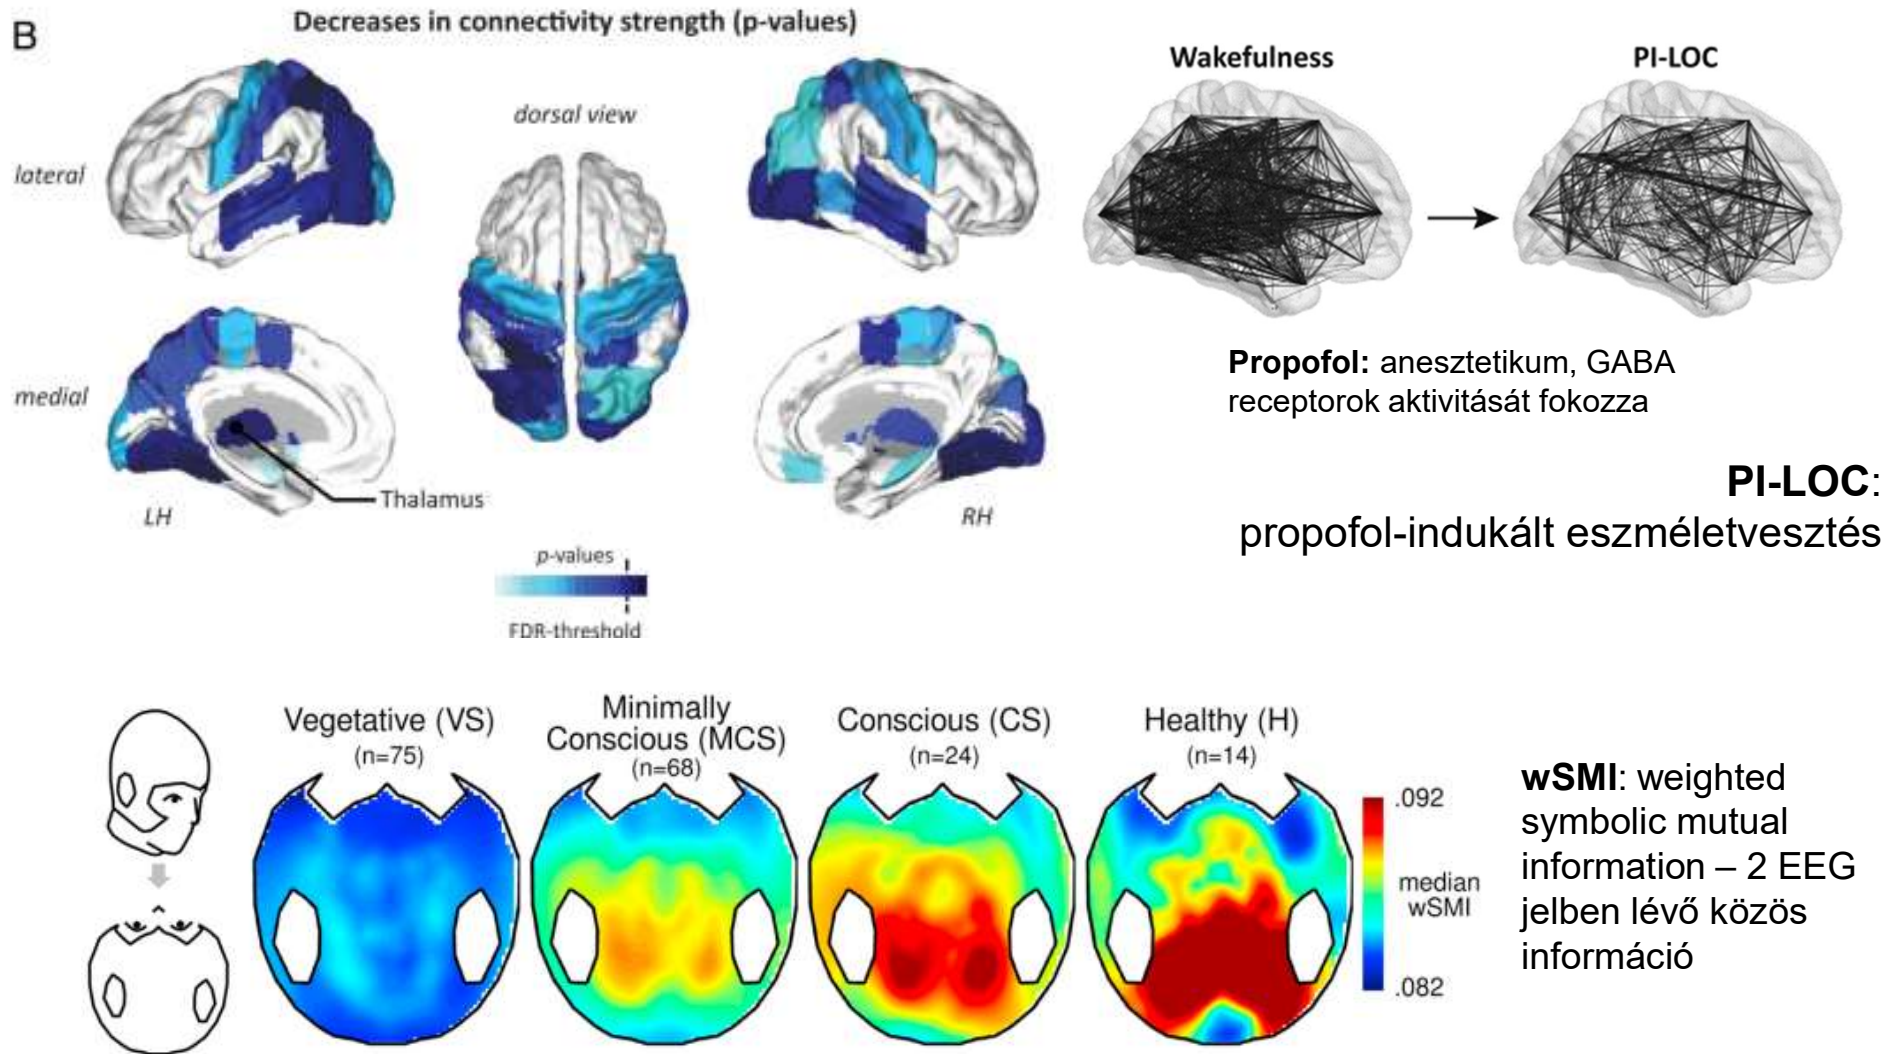 B
Decreases in connectivity strength (p-values)
lateral
dorsal view
medial
Thalamus
LH
RH
p-values
FDR-threshold
Wakefulness
PI-LOC
Propofol: anesztetikum, GABA
receptorok aktivitását fokozza
PI-LOC:
propofol-indukált eszméletvesztés
Vegetative (VS)
(n=75)
Minimally
Conscious (MCS)
(n=68)
Conscious (CS)
(n=24)
Healthy (H)
(n=14)
.092
median
wSMI
.082
wSMI: weighted
symbolic mutual
information – 2 EEG
jelben lévő közös
információ